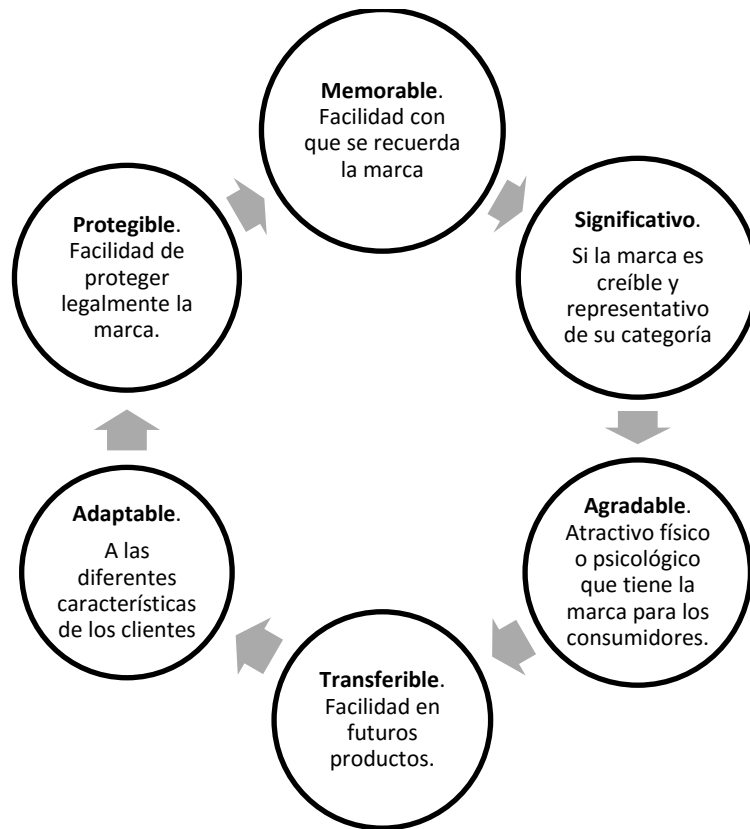 Memorable.
Facilidad con
que se recuerda
la marca
Significativo.
Si la marca es
creíble y
representativo
de su categoría
Agradable.
Atractivo físico
o psicológico
que tiene la
marca para los
consumidores.
Transferible.
Facilidad en
futuros
productos.
Adaptable.
A las
diferentes
característícas
de los clientes
Protegible.
Facilidad de
proteger
legalmente la
marca.